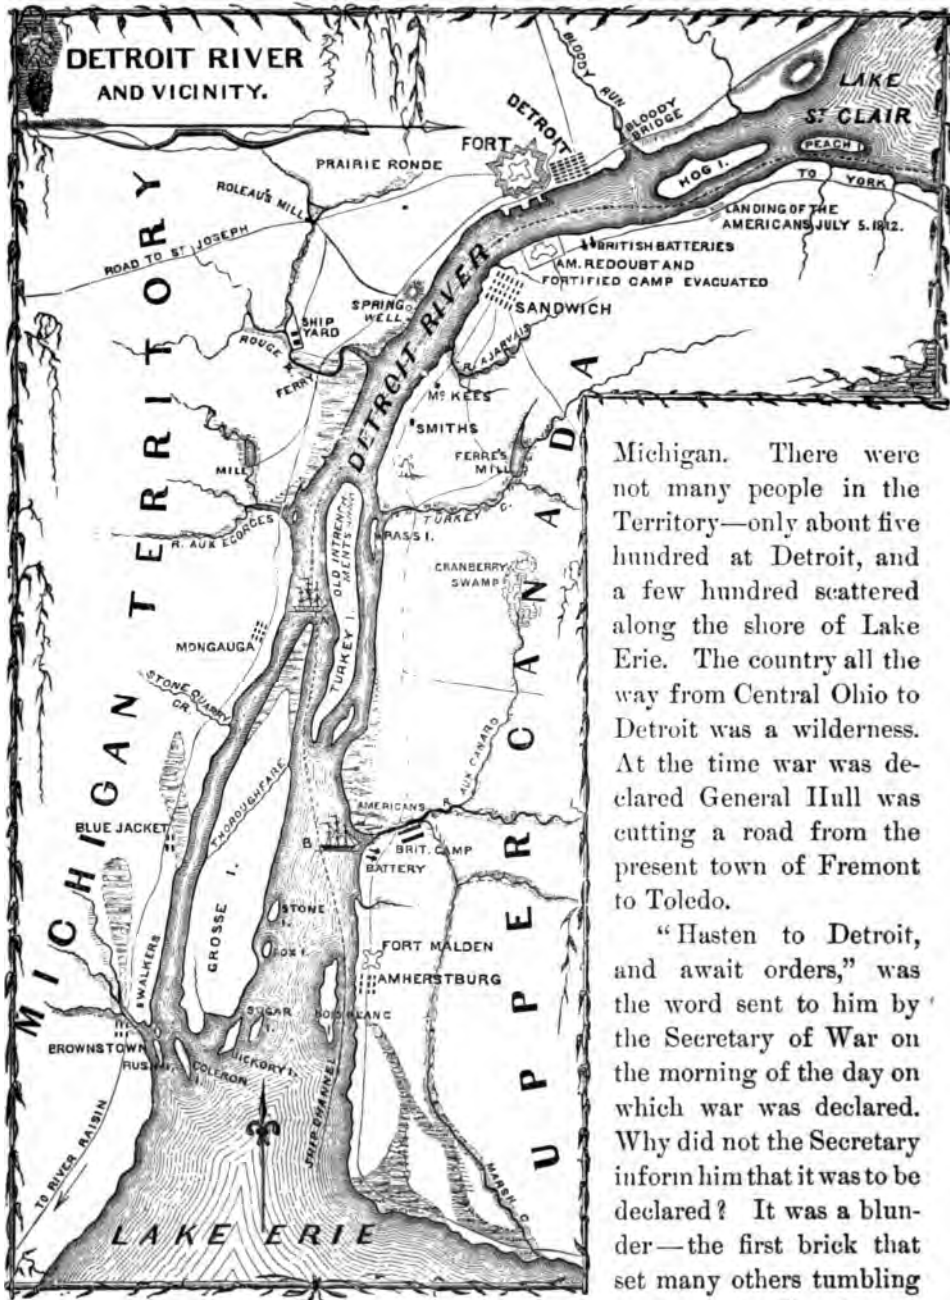 DETROIT RIVER
AND VICINITY.
LAKE
ST CLAIR
PEACH I.
HOG I.
BLOODY RUN
BLOODY
BRIDGE
DETROIT
FORT
PRAIRIE RONDE
ROLEAU'S MILL
ROAD TO ST JOSEPH
TO YORK
LANDING OF THE
AMERICANS JULY 5. 1812.
BRITISH BATTERIES
AM. REDOUBT AND
FORTIFIED CAMP EVACUATED
SANDWICH
SPRING
WELL
SHIP
YARD
ROUGE
FERRY
DETROIT RIVER
R. AJARVAIS
Mc KEES
SMITHS
FERRE'S
MILL
MILL
TURKEY C.
R. AUX ECORCES
GRASS I.
OLD INTRENCH
MENTS
CRANBERRY
SWAMP
MONGAUGA
TURKEY I.
STONE QUARRY
CR.
THOROUGHFARE
R. AUX CANARD
AMERICANS
B
BRIT. CAMP
BATTERY
BLUE JACKET
GROSSE I.
STONE
I.
FOX I.
FORT MALDEN
AMHERSTBURG
WALKERS
SUGAR
I.
BOIS BLANC
BROWNSTOWN
HICKORY I.
CELERON
I.
SHIP CHANNEL
TO RIVER RAISIN
MARSH C.
LAKE ERIE
MICHIGAN TERRITORY
UPPER CANADA
Michigan. There were
not many people in the
Territory—only about five
hundred at Detroit, and
a few hundred scattered
along the shore of Lake
Erie. The country all the
way from Central Ohio to
Detroit was a wilderness.
At the time war was de-
clared General Hull was
cutting a road from the
present town of Fremont
to Toledo.
“Hasten to Detroit,
and await orders,” was
the word sent to him by
the Secretary of War on
the morning of the day on
which war was declared.
Why did not the Secretary
inform him that it was to be
declared? It was a blun-
der—the first brick that
set many others tumbling